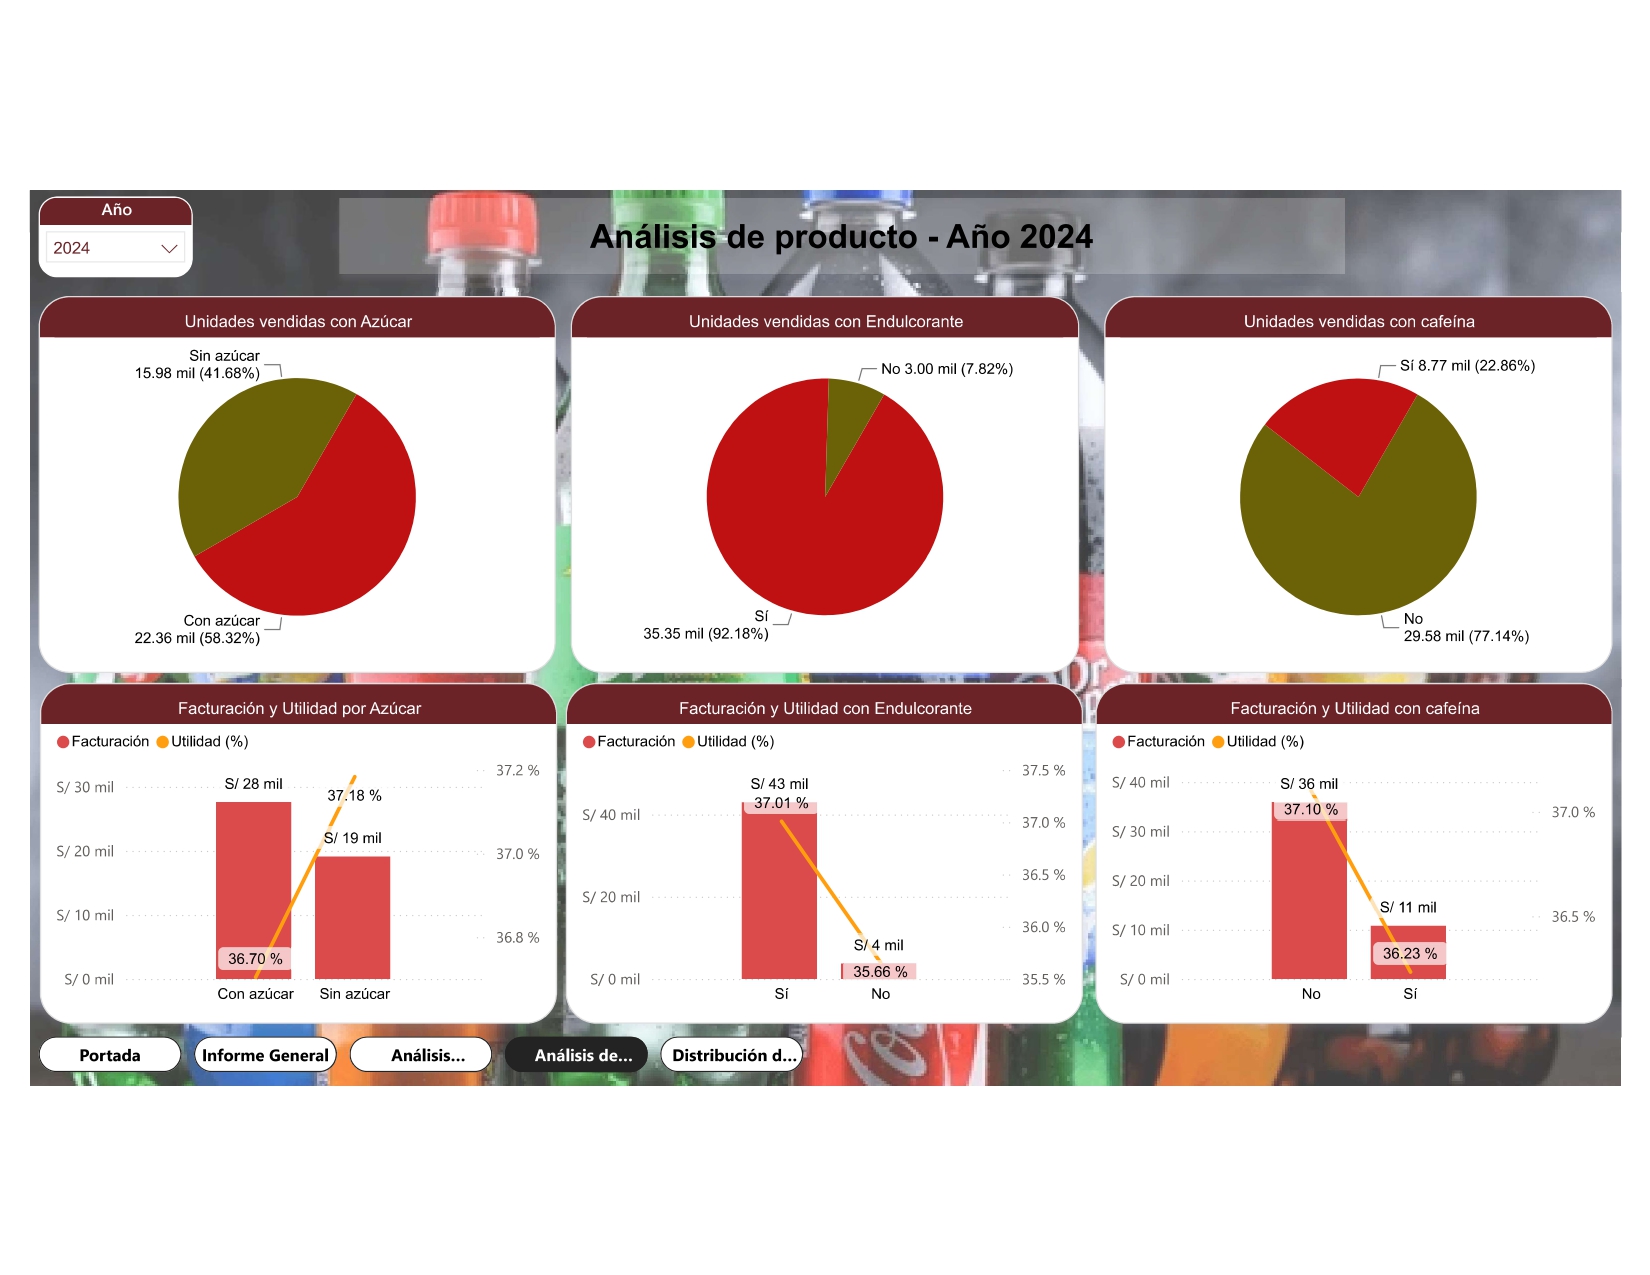 Año
2024
Análisis de producto - Año 2024
Unidades vendidas con Azúcar
Sin azúcar
15.98 mil (41.68%)
Con azúcar
22.36 mil (58.32%)
Unidades vendidas con Endulcorante
No 3.00 mil (7.82%)
Sí
35.35 mil (92.18%)
Unidades vendidas con cafeína
Sí 8.77 mil (22.86%)
No
29.58 mil (77.14%)
Facturación y Utilidad por Azúcar
Facturación Utilidad (%)
S/ 30 mil
S/ 20 mil
S/ 10 mil
S/ 0 mil
S/ 28 mil
37.18 %
S/ 19 mil
36.70 %
37.2 %
37.0 %
36.8 %
Con azúcar Sin azúcar
Facturación y Utilidad con Endulcorante
Facturación Utilidad (%)
S/ 40 mil
S/ 20 mil
S/ 0 mil
S/ 43 mil
37.01 %
S/ 4 mil
35.66 %
37.5 %
37.0 %
36.5 %
36.0 %
35.5 %
Sí No
Facturación y Utilidad con cafeína
Facturación Utilidad (%)
S/ 40 mil
S/ 30 mil
S/ 20 mil
S/ 10 mil
S/ 0 mil
S/ 36 mil
37.10 %
S/ 11 mil
36.23 %
37.0 %
36.5 %
No Sí
Portada
Informe General
Análisis...
Análisis de...
Distribución d...